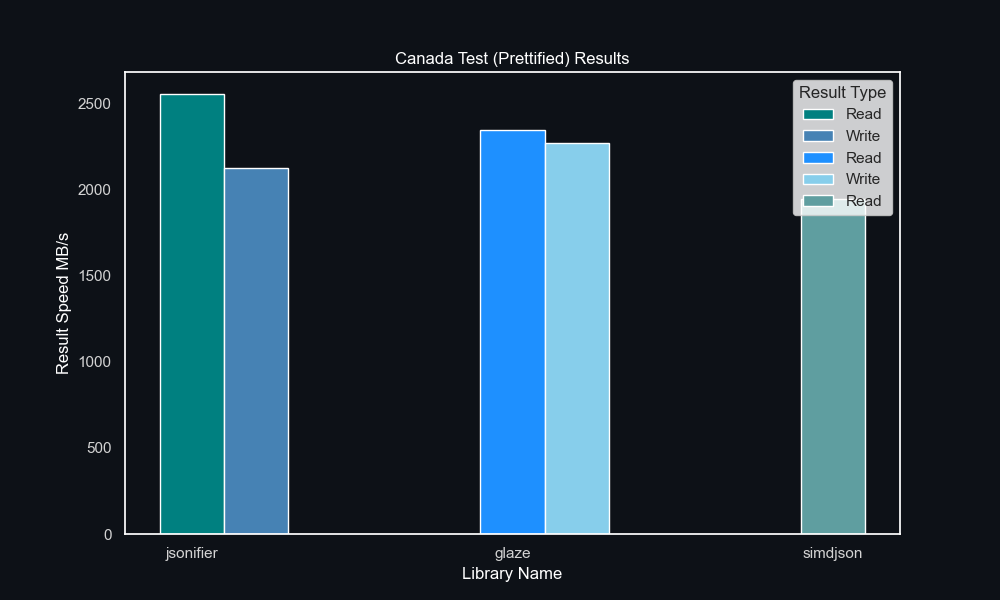 Canada Test (Prettified) Results
Result Type
Read
Write
Read
Write
Read
2500
2000
1500
1000
500
0
Result Speed MB/s
jsonifier
glaze
simdjson
Library Name